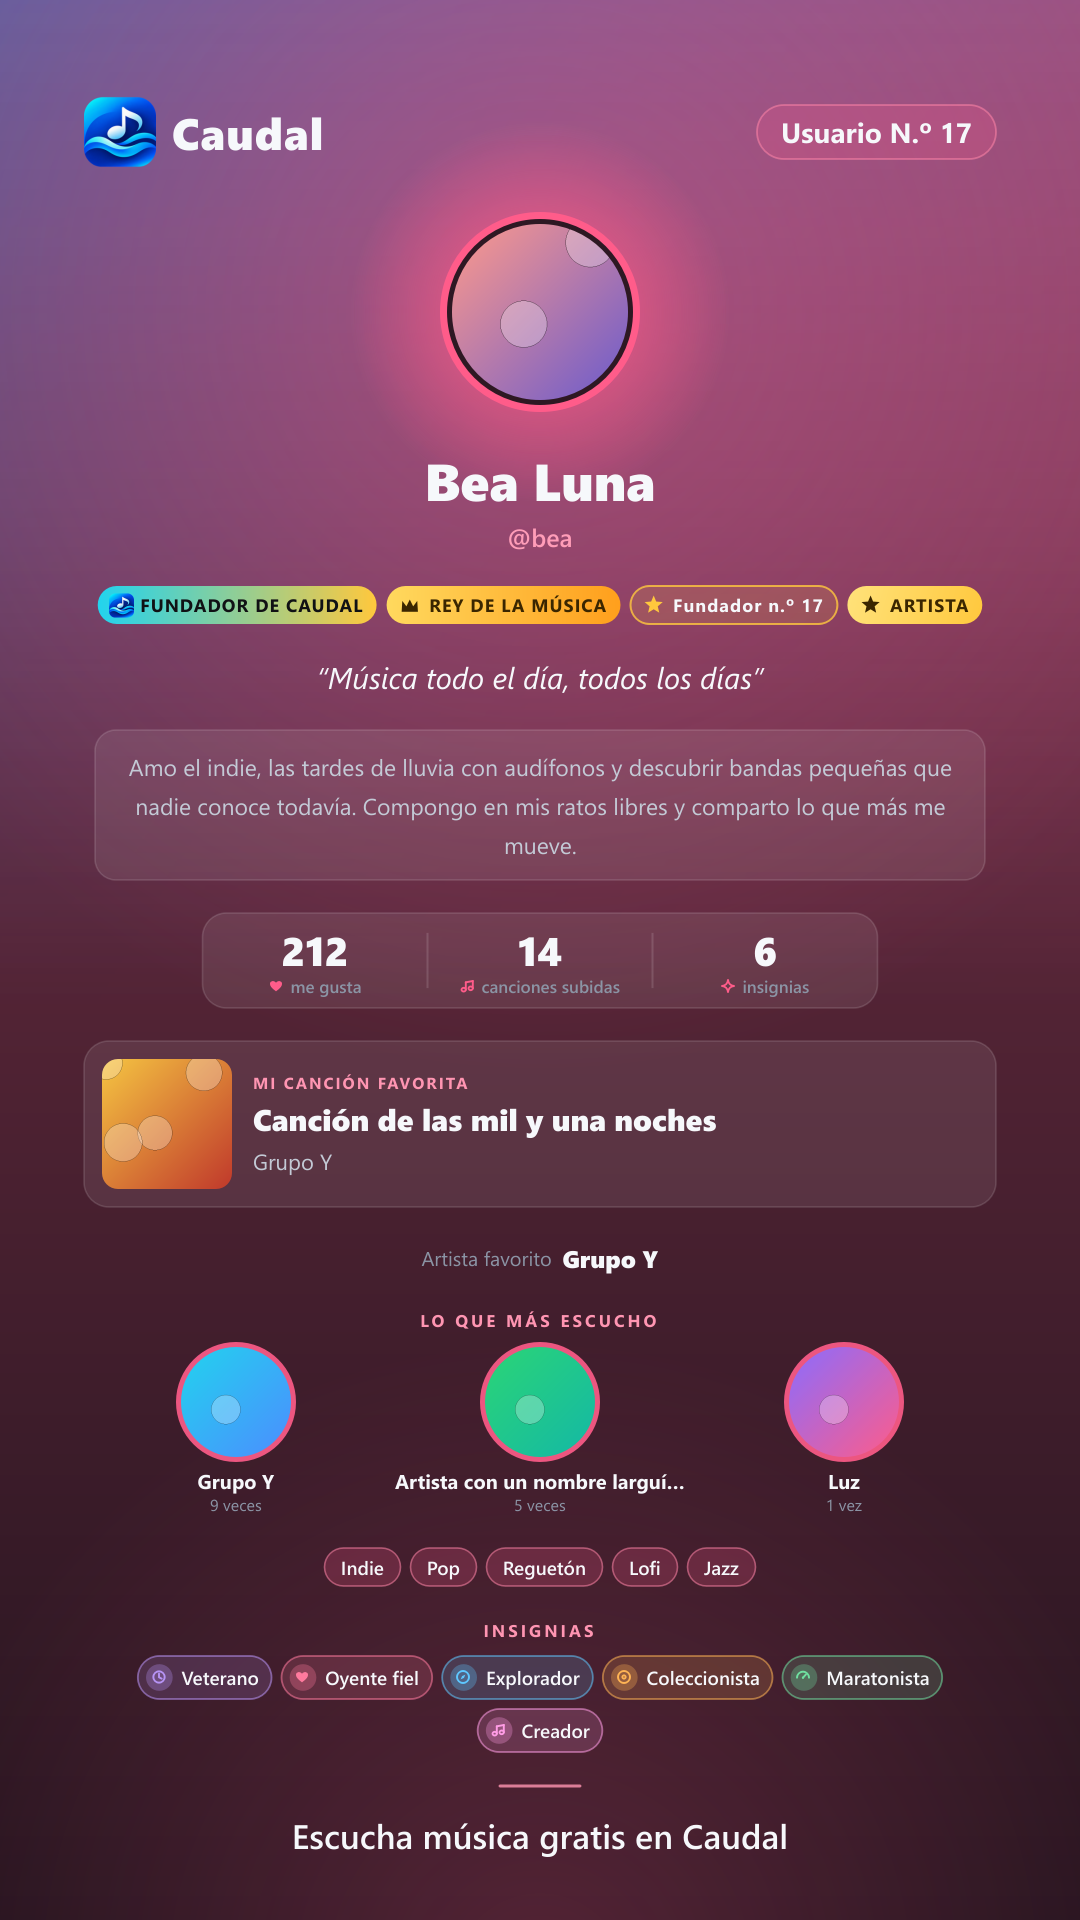 Caudal
Usuario N.º 17
Bea Luna
@bea
FUNDADOR DE CAUDAL
REY DE LA MÚSICA
Fundador n.º 17
ARTISTA
“Música todo el día, todos los días”
Amo el indie, las tardes de lluvia con audífonos y descubrir bandas pequeñas que
nadie conoce todavía. Compongo en mis ratos libres y comparto lo que más me
mueve.
212
me gusta
14
canciones subidas
6
insignias
MI CANCIÓN FAVORITA
Canción de las mil y una noches
Grupo Y
Artista favorito Grupo Y
LO QUE MÁS ESCUCHO
Grupo Y
9 veces
Artista con un nombre larguí...
5 veces
Luz
1 vez
Indie
Pop
Reguetón
Lofi
Jazz
INSIGNIAS
Veterano
Oyente fiel
Explorador
Coleccionista
Maratonista
Creador
Escucha música gratis en Caudal